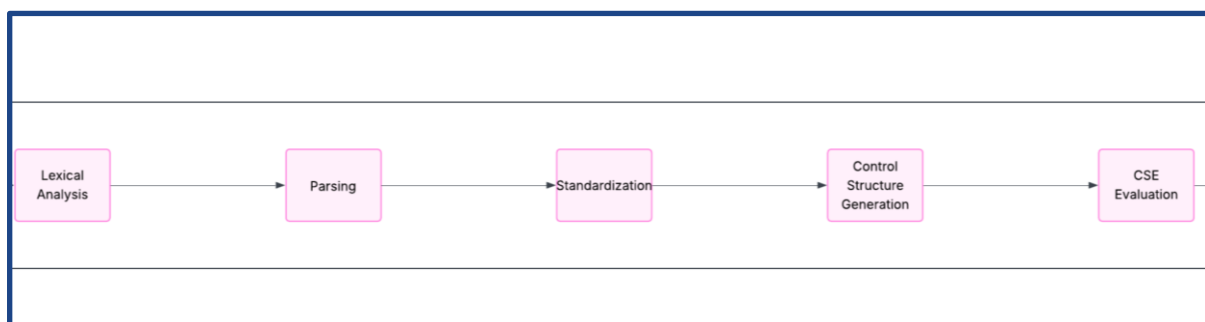 Lexical
Analysis
Parsing
Standardization
Control
Structure
Generation
CSE
Evaluation